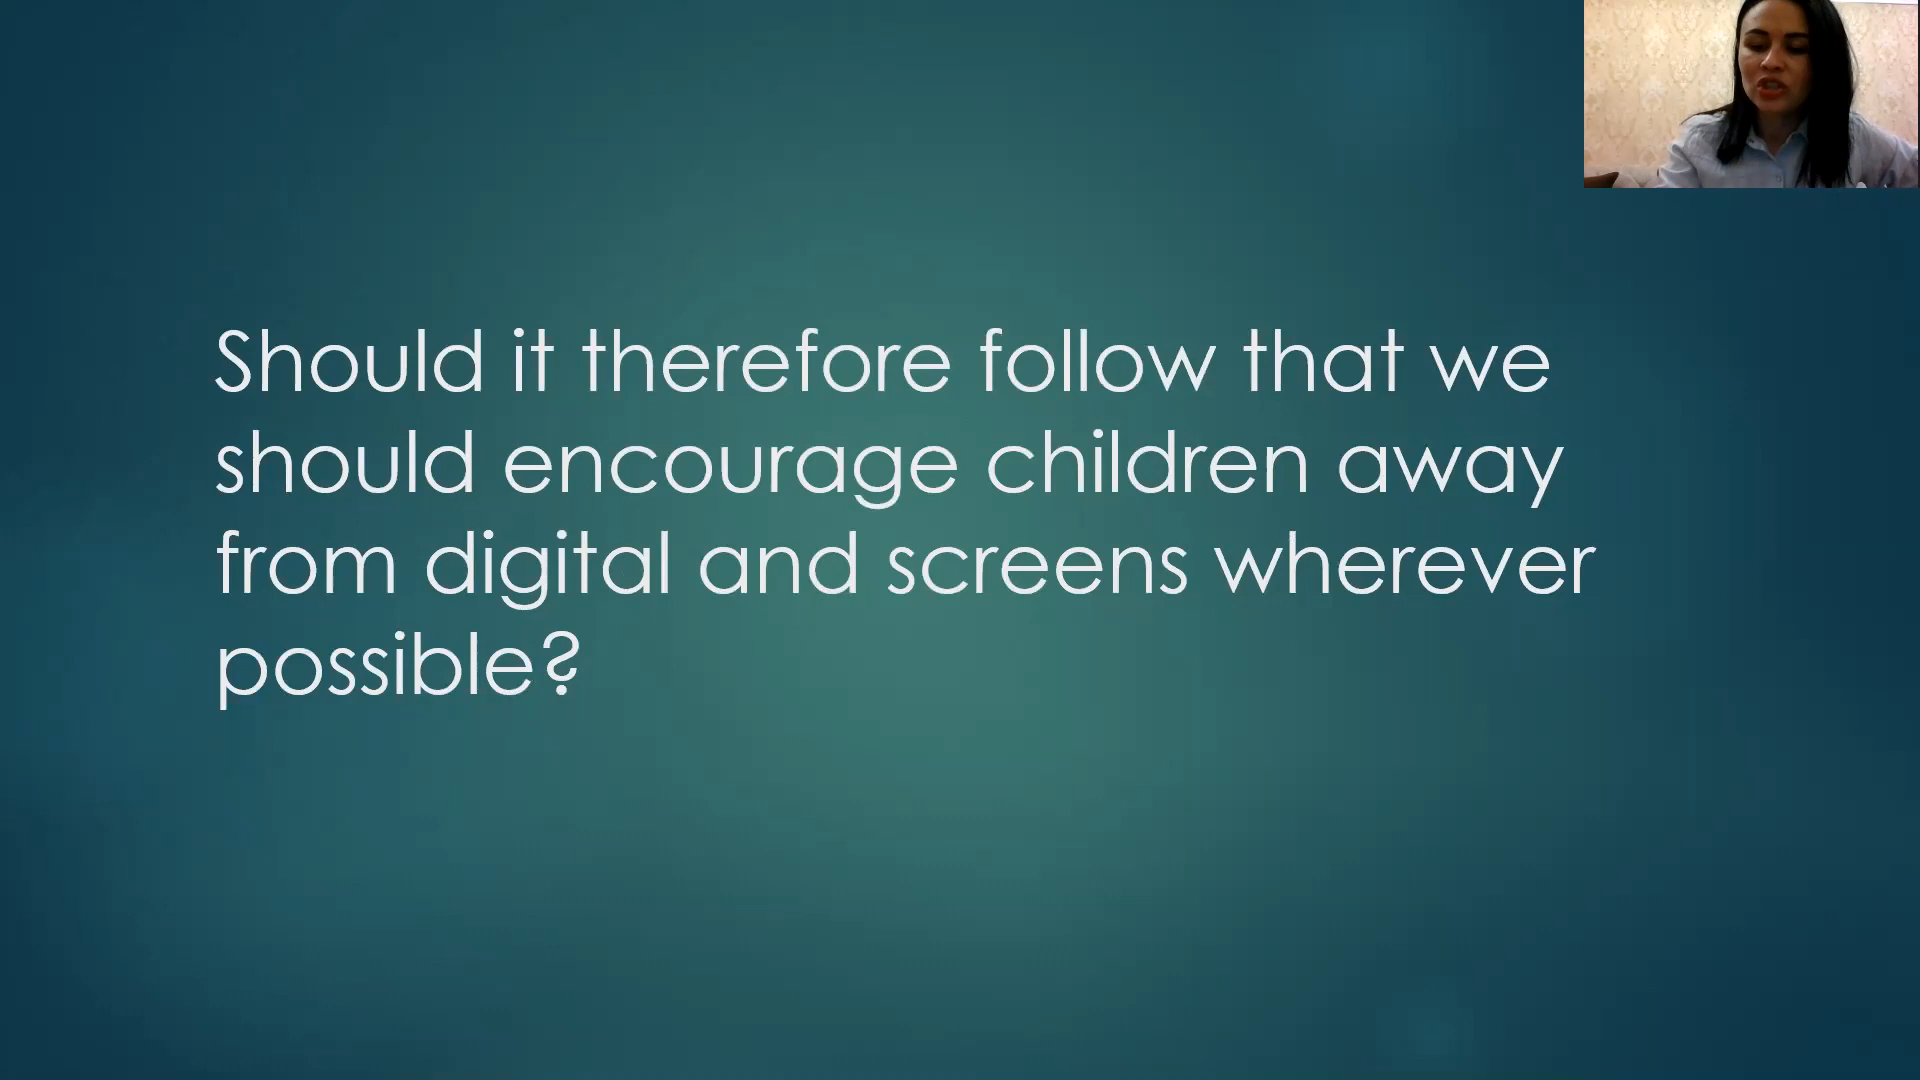 Should it therefore follow that we
should encourage children away
from digital and screens wherever
possible?